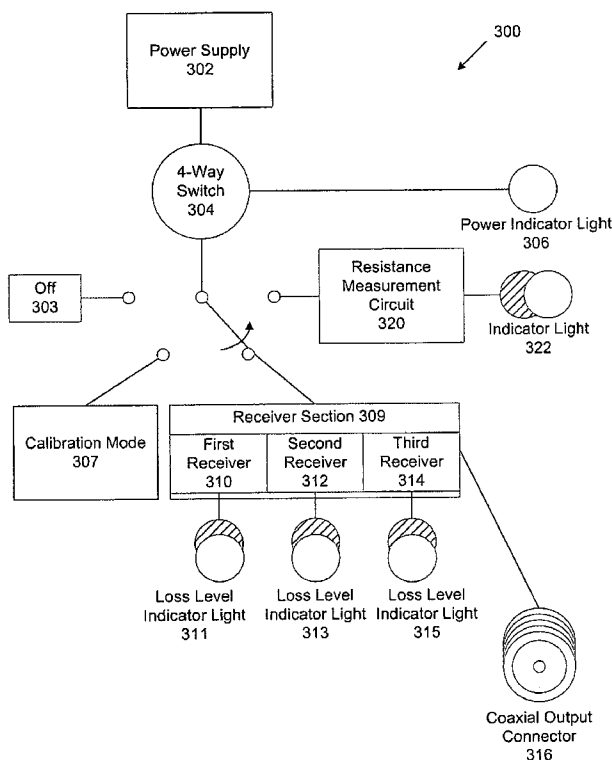 300
Power Supply
302
4-Way
Switch
304
Power Indicator Light
306
Off
303
Resistance
Measurement
Circuit
320
Indicator Light
322
Calibration Mode
307
Receiver Section 309
First
Receiver
310
Second
Receiver
312
Third
Receiver
314
Loss Level
Indicator Light
311
Loss Level
Indicator Light
313
Loss Level
Indicator Light
315
Coaxial Output
Connector
316